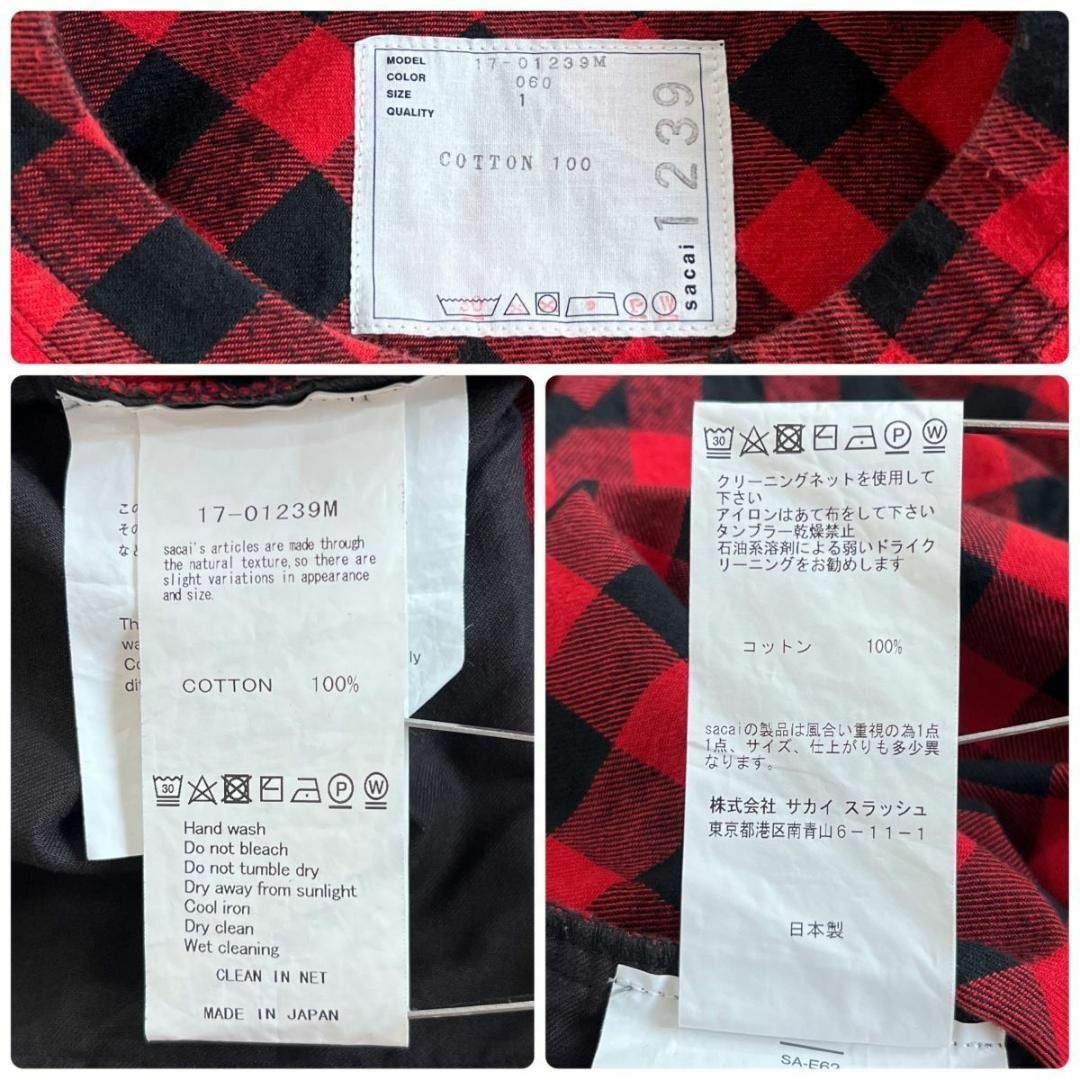 MODEL 17-01239M
COLOR 060
SIZE 1
QUALITY
COTTON 100
sacai 1239
この
その
など
17-01239M
sacai's articles are made through
the natural texture, so there are
slight variations in appearance
and size.
COTTON 100%
30 P W
Hand wash
Do not bleach
Do not tumble dry
Dry away from sunlight
Cool iron
Dry clean
Wet cleaning
CLEAN IN NET
MADE IN JAPAN
30 P W
クリーニングネットを使用して
下さい
アイロンはあて布をして下さい
タンブラー乾燥禁止
石油系溶剤による弱いドライク
リーニングをお勧めします
コットン 100%
sacaiの製品は風合い重視の為1点
1点、サイズ、仕上がりも多少異
なります。
株式会社 サカイ スラッシュ
東京都港区南青山6-11-1
日本製